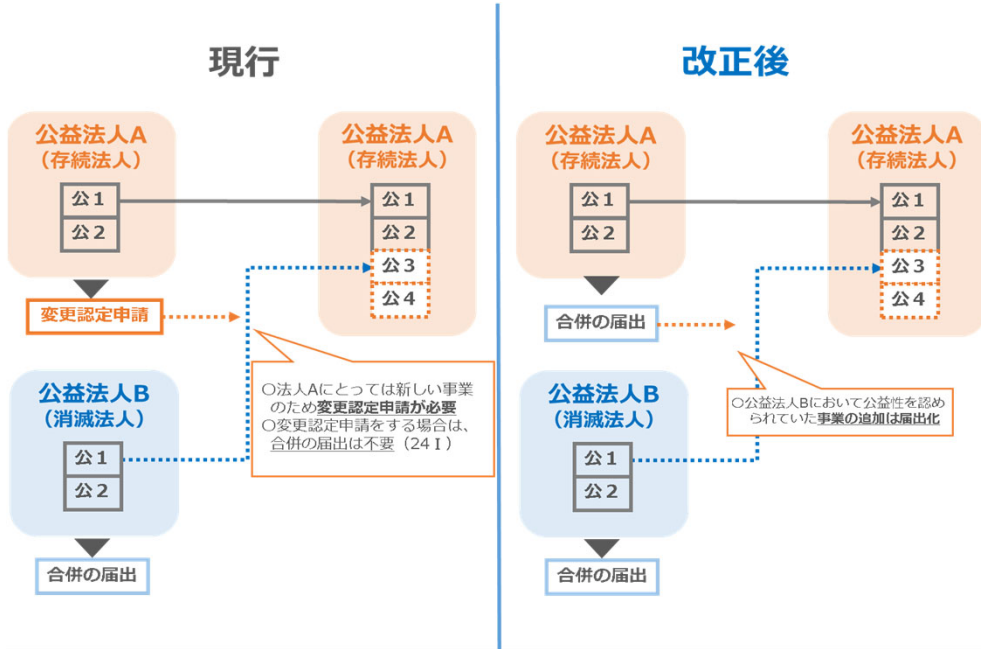 現行
公益法人A
（存続法人）
公1
公2
変更認定申請
公益法人A
（存続法人）
公1
公2
公3
公4
〇法人Aにとっては新しい事業
のため変更認定申請が必要
〇変更認定申請をする場合は、
合併の届出は不要（24Ⅰ）
公益法人B
（消滅法人）
公1
公2
合併の届出
改正後
公益法人A
（存続法人）
公1
公2
合併の届出
公益法人A
（存続法人）
公1
公2
公3
公4
〇公益法人Bにおいて公益性を認め
られていた事業の追加は届出化
公益法人B
（消滅法人）
公1
公2
合併の届出